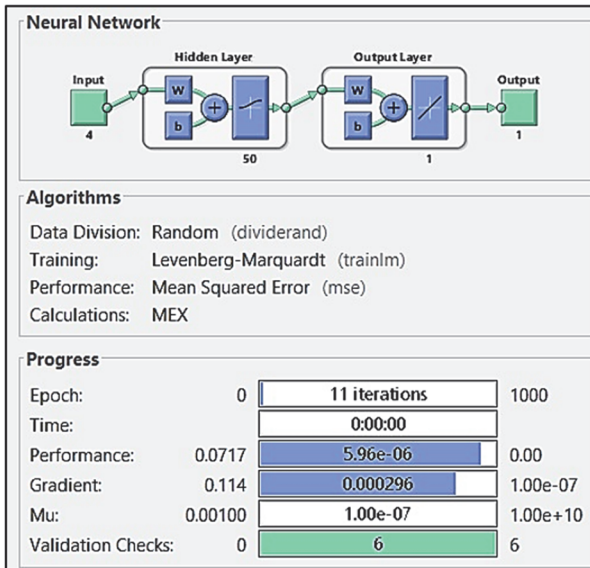 Neural Network
Hidden Layer
Output Layer
Input
Output
W
W
b
b
4
50
1
1
Algorithms
Data Division: Random (dividerand)
Training: Levenberg-Marquardt (trainlm)
Performance: Mean Squared Error (mse)
Calculations: MEX
Progress
Epoch: 0 11 iterations 1000
Time: 0:00:00
Performance: 0.0717 5.96e-06 0.00
Gradient: 0.114 0.000296 1.00e-07
Mu: 0.00100 1.00e-07 1.00e+10
Validation Checks: 0 6 6